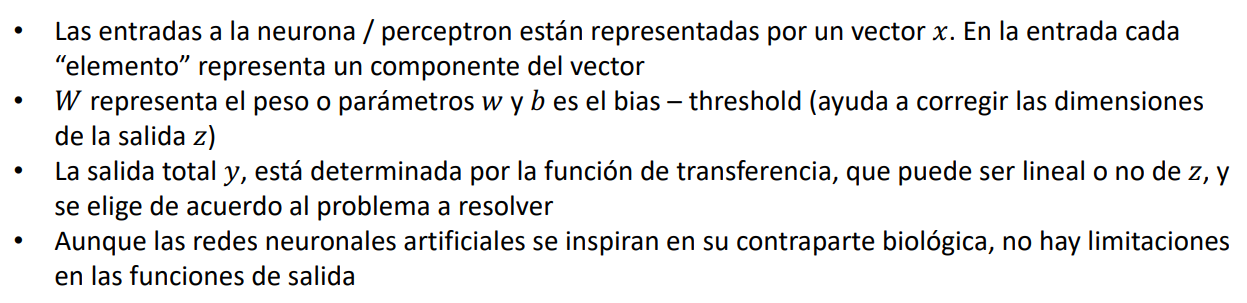 • Las entradas a la neurona / perceptron están representadas por un vector 𝑥. En la entrada cada
“elemento” representa un componente del vector
• 𝑊 representa el peso o parámetros 𝑤 y 𝑏 es el bias – threshold (ayuda a corregir las dimensiones
de la salida 𝑧)
• La salida total 𝑦, está determinada por la función de transferencia, que puede ser lineal o no de 𝑧, y
se elige de acuerdo al problema a resolver
• Aunque las redes neuronales artificiales se inspiran en su contraparte biológica, no hay limitaciones
en las funciones de salida